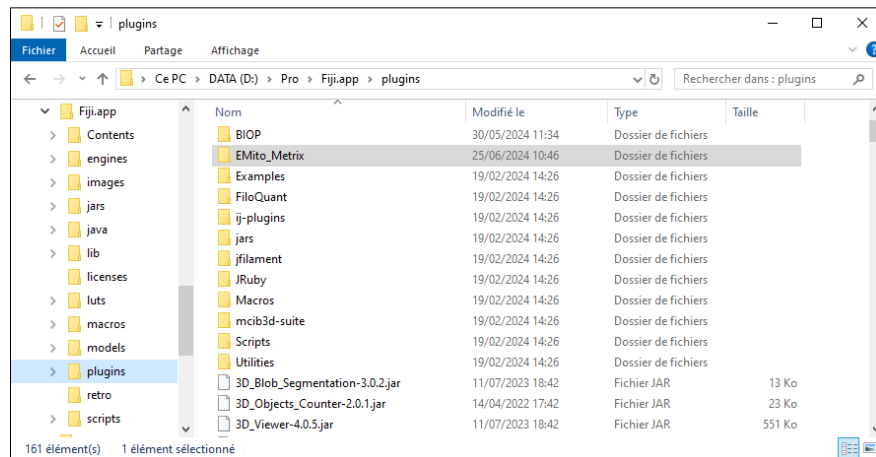 plugins
Fichier Accueil Partage Affichage
Ce PC > DATA (D:) > Pro > Fiji.app > plugins
Rechercher dans : plugins
Fiji.app
Contents
engines
images
jars
java
lib
licenses
luts
macros
models
plugins
retro
scripts
Nom Modifié le Type Taille
BIOP 30/05/2024 11:34 Dossier de fichiers
EMito_Metrix 25/06/2024 10:46 Dossier de fichiers
Examples 19/02/2024 14:26 Dossier de fichiers
FiloQuant 19/02/2024 14:26 Dossier de fichiers
ij-plugins 19/02/2024 14:26 Dossier de fichiers
jars 19/02/2024 14:26 Dossier de fichiers
jfilament 19/02/2024 14:26 Dossier de fichiers
JRuby 19/02/2024 14:26 Dossier de fichiers
Macros 19/02/2024 14:26 Dossier de fichiers
mcib3d-suite 19/02/2024 14:26 Dossier de fichiers
Scripts 19/02/2024 14:26 Dossier de fichiers
Utilities 19/02/2024 14:26 Dossier de fichiers
3D_Blob_Segmentation-3.0.2.jar 11/07/2023 18:42 Fichier JAR 13 Ko
3D_Objects_Counter-2.0.1.jar 14/04/2022 17:42 Fichier JAR 23 Ko
3D_Viewer-4.0.5.jar 11/07/2023 18:42 Fichier JAR 551 Ko
161 élément(s) 1 élément sélectionné